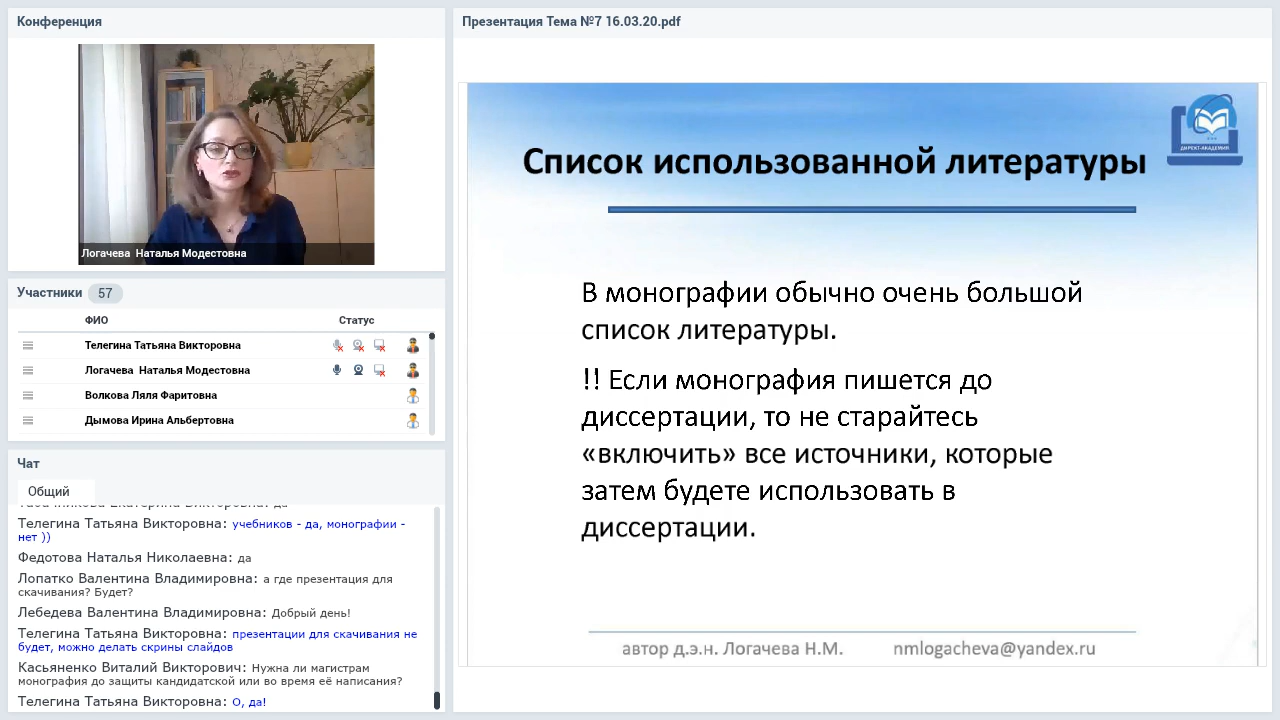 Конференция
Логачева  Наталья Модестовна
Участники 57
ФИО Статус
Телегина Татьяна Викторовна
Логачева  Наталья Модестовна
Волкова Ляля Фаритовна
Дымова Ирина Альбертовна
Чат
Общий
Телегина Татьяна Викторовна: учебников - да, монографии -
нет ))
Федотова Наталья Николаевна: да
Лопатко Валентина Владимировна: а где презентация для
скачивания? Будет?
Лебедева Валентина Владимировна: Добрый день!
Телегина Татьяна Викторовна: презентации для скачивания не
будет, можно делать скрины слайдов
Касьяненко Виталий Викторович: Нужна ли магистрам
монография до защиты кандидатской или во время её написания?
Телегина Татьяна Викторовна: О, да!
Презентация Тема №7 16.03.20.pdf
ДИРЕКТ-АКАДЕМИЯ
Список использованной литературы
В монографии обычно очень большой
список литературы.
!! Если монография пишется до
диссертации, то не старайтесь
«включить» все источники, которые
затем будете использовать в
диссертации.
автор д.э.н. Логачева Н.М. nmlogacheva@yandex.ru